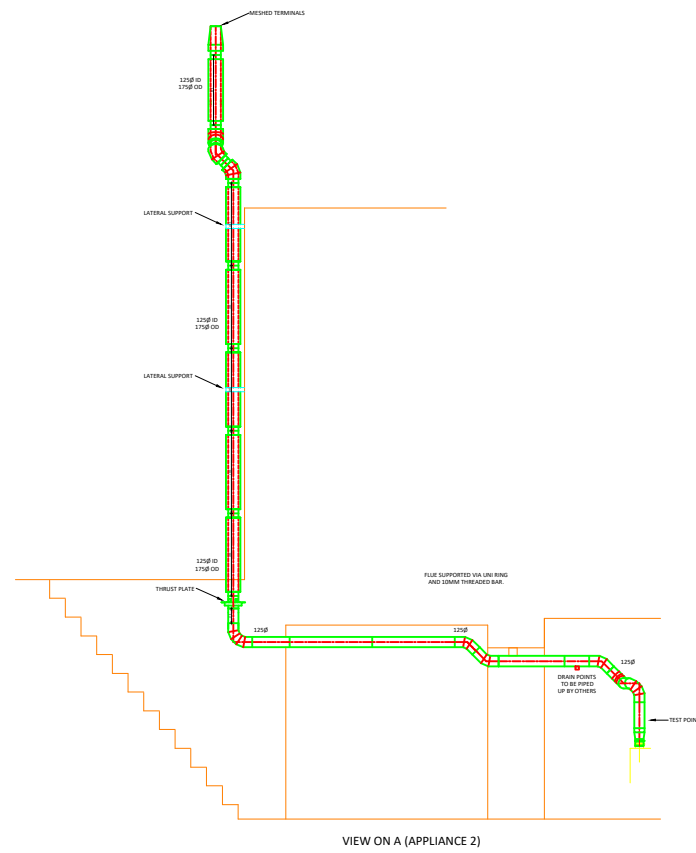 MESHED TERMINALS
125Ø ID
175Ø OD
LATERAL SUPPORT
125Ø ID
175Ø OD
LATERAL SUPPORT
125Ø ID
175Ø OD
FLUE SUPPORTED VIA UNI RING
AND 10MM THREADED BAR.
THRUST PLATE
125Ø
125Ø
125Ø
DRAIN POINTS
TO BE PIPED
UP BY OTHERS
TEST POIN
VIEW ON A (APPLIANCE 2)